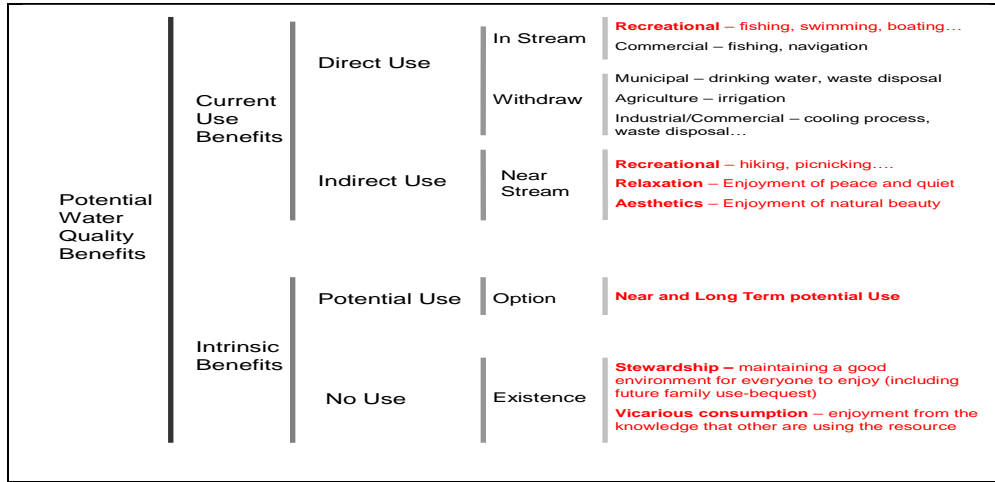 Potential
Water
Quality
Benefits
Current
Use
Benefits
Direct Use
In Stream
Recreational – fishing, swimming, boating…
Commercial – fishing, navigation
Withdraw
Municipal – drinking water, waste disposal
Agriculture – irrigation
Industrial/Commercial – cooling process,
waste disposal…
Indirect Use
Near
Stream
Recreational – hiking, picnicking….
Relaxation – Enjoyment of peace and quiet
Aesthetics – Enjoyment of natural beauty
Intrinsic
Benefits
Potential Use
Option
Near and Long Term potential Use
No Use
Existence
Stewardship – maintaining a good
environment for everyone to enjoy (including
future family use-bequest)
Vicarious consumption – enjoyment from the
knowledge that other are using the resource